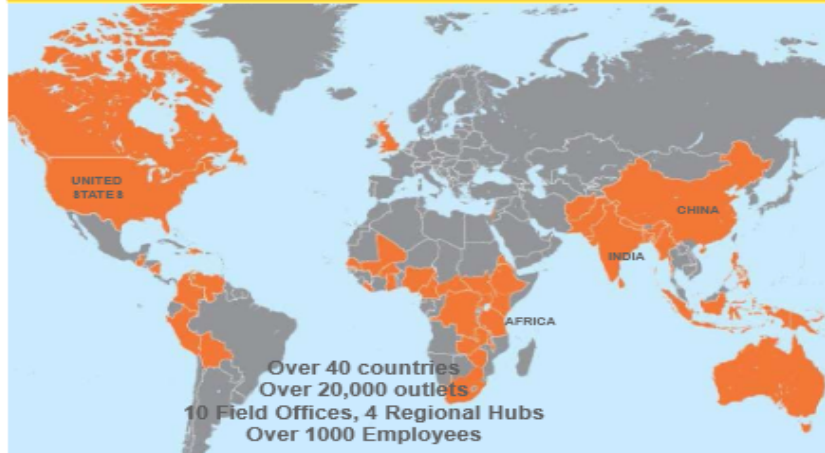 UNITED
STATES
CHINA
INDIA
AFRICA
Over 40 countries
Over 20,000 outlets
10 Field Offices, 4 Regional Hubs
Over 1000 Employees